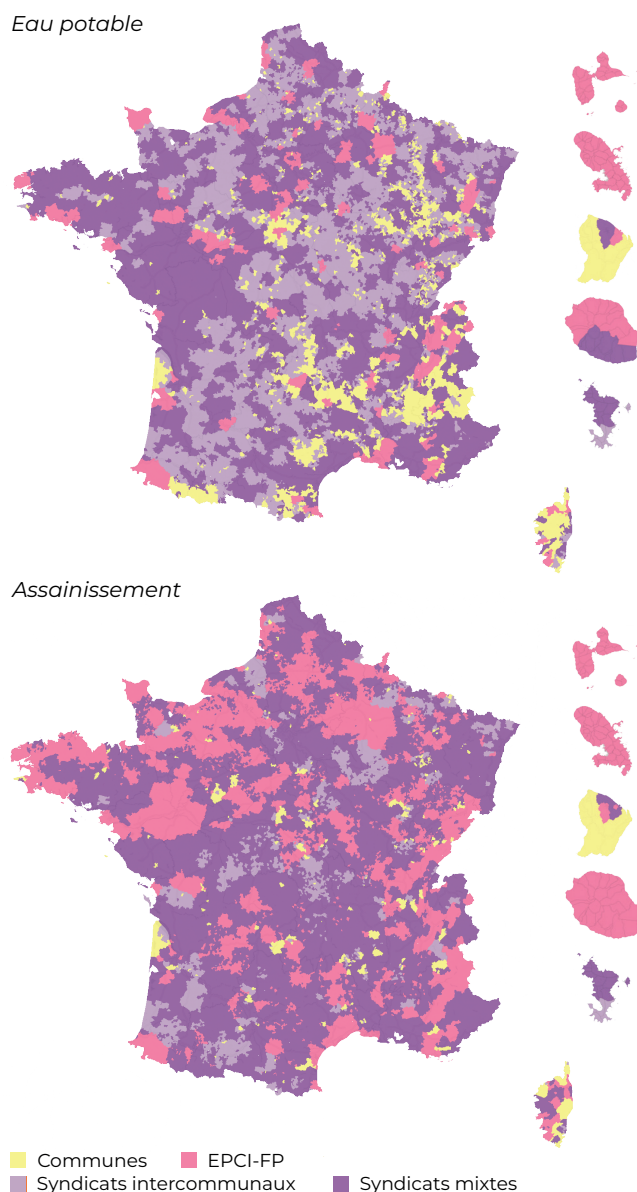 Eau potable
Assainissement
Communes EPCI-FP
Syndicats intercommunaux Syndicats mixtes